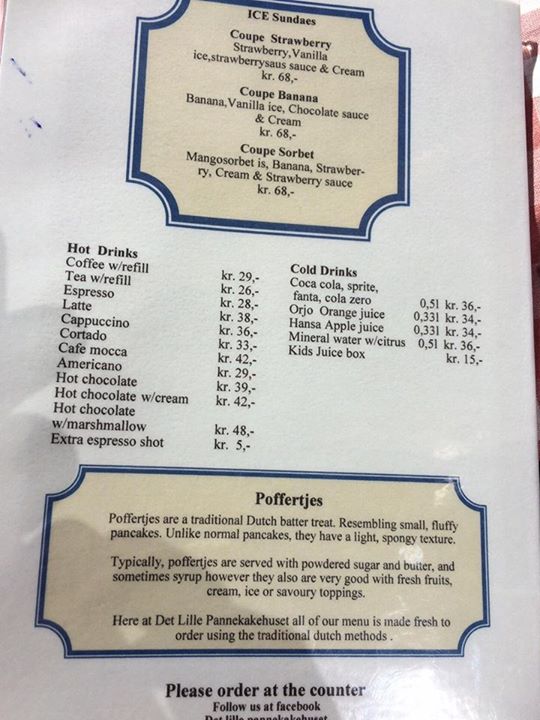 ICE Sundaes
Coupe Strawberry
Strawberry,Vanilla
ice,strawberrysaus sauce & Cream
kr. 68,-
Coupe Banana
Banana,Vanilla ice, Chocolate sauce
& Cream
kr. 68,-
Coupe Sorbet
Mangosorbet is, Banana, Strawber-
ry, Cream & Strawberry sauce
kr. 68,-
Hot Drinks
Coffee w/refill kr. 29,-
Tea w/refill kr. 26,-
Espresso kr. 28,-
Latte kr. 38,-
Cappuccino kr. 36,-
Cortado kr. 33,-
Cafe mocca kr. 42,-
Americano kr. 29,-
Hot chocolate kr. 39,-
Hot chocolate w/cream kr. 42,-
Hot chocolate
w/marshmallow kr. 48,-
Extra espresso shot kr. 5,-
Cold Drinks
Coca cola, sprite,
fanta, cola zero 0,5l kr. 36,-
Orjo Orange juice 0,33l kr. 34,-
Hansa Apple juice 0,33l kr. 34,-
Mineral water w/citrus 0,5l kr. 36,-
Kids Juice box kr. 15,-
Poffertjes
Poffertjes are a traditional Dutch batter treat. Resembling small, fluffy
pancakes. Unlike normal pancakes, they have a light, spongy texture.
Typically, poffertjes are served with powdered sugar and butter, and
sometimes syrup however they also are very good with fresh fruits,
cream, ice or savoury toppings.
Here at Det Lille Pannekakehuset all of our menu is made fresh to
order using the traditional dutch methods .
Please order at the counter
Follow us at facebook
Det lille pannekakehuset